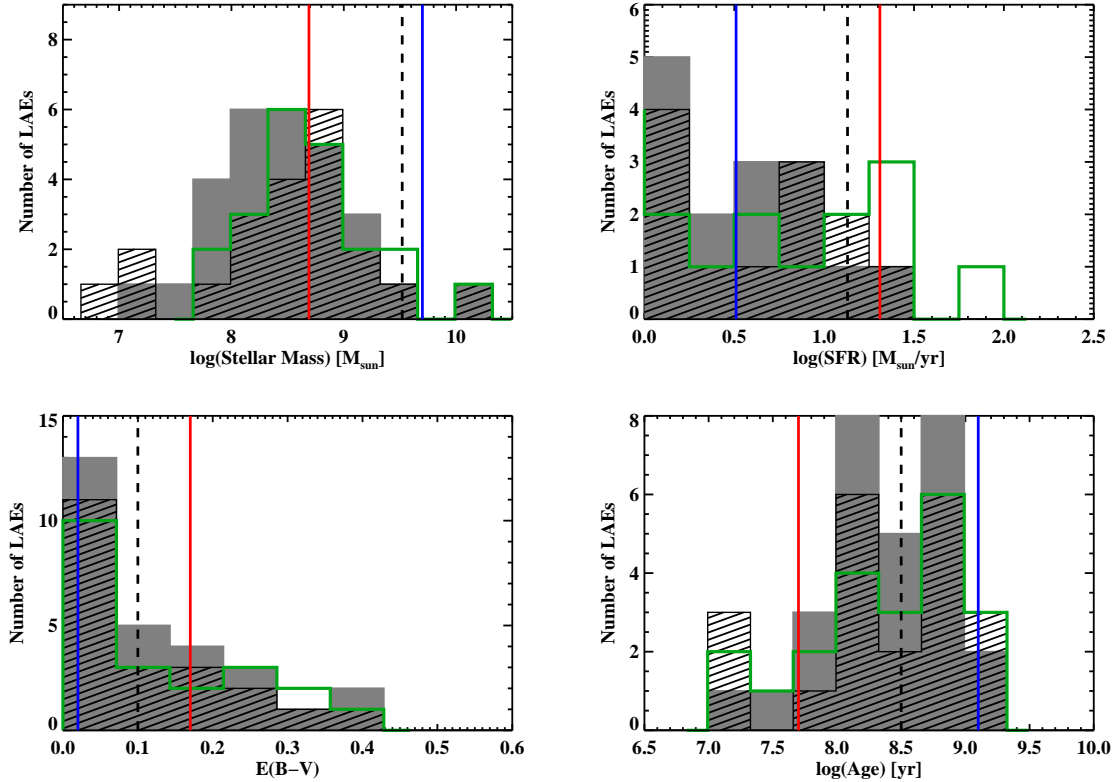 8
6
4
2
0
Number of LAEs
7 8 9 10
log(Stellar Mass) [M_sun]
6
5
4
3
2
1
0
Number of LAEs
0.0 0.5 1.0 1.5 2.0 2.5
log(SFR) [M_sun/yr]
15
10
5
0
Number of LAEs
0.0 0.1 0.2 0.3 0.4 0.5 0.6
E(B−V)
8
6
4
2
0
Number of LAEs
6.5 7.0 7.5 8.0 8.5 9.0 9.5 10.0
log(Age) [yr]